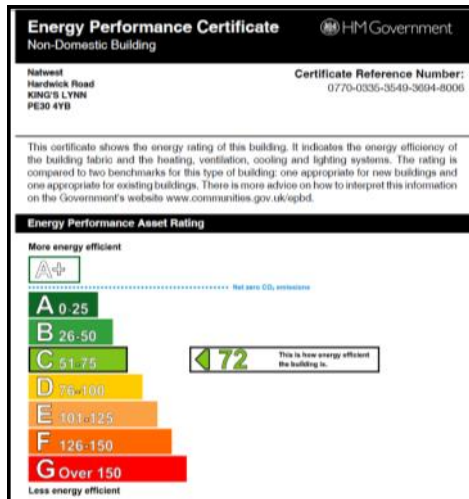 Energy Performance Certificate
HM Government
Non-Domestic Building
Natwest
Hardwick Road
KING'S LYNN
PE30 4YB
Certificate Reference Number:
0770-0335-3549-3694-8006
This certificate shows the energy rating of this building. It indicates the energy efficiency of
the building fabric and the heating, ventilation, cooling and lighting systems. The rating is
compared to two benchmarks for this type of building: one appropriate for new buildings and
one appropriate for existing buildings. There is more advice on how to interpret this information
on the Government's website www.communities.gov.uk/epbd.
Energy Performance Asset Rating
More energy efficient
A+
Net zero CO₂ emissions
A 0-25
B 26-50
C 51-75
72
This is how energy efficient
the building is.
D 76-100
E 101-125
F 126-150
G Over 150
Less energy efficient